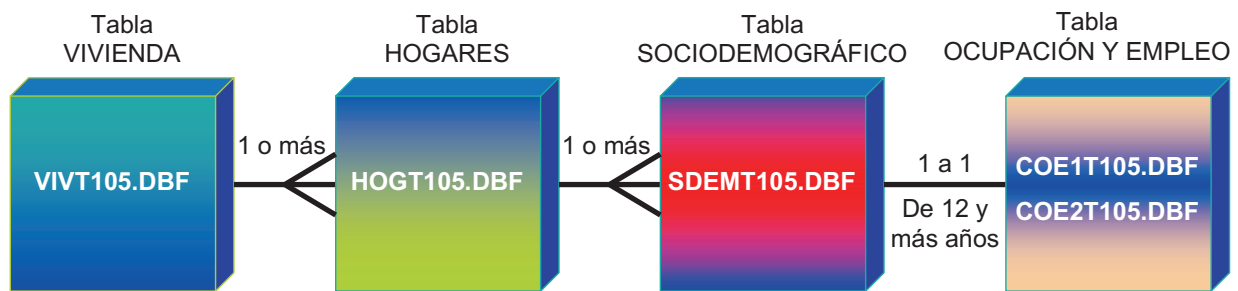 Tabla
VIVIENDA
Tabla
HOGARES
Tabla
SOCIODEMOGRÁFICO
Tabla
OCUPACIÓN Y EMPLEO
VIVT105.DBF
1 o más
HOGT105.DBF
1 o más
SDEMT105.DBF
1 a 1
De 12 y
más años
COE1T105.DBF
COE2T105.DBF